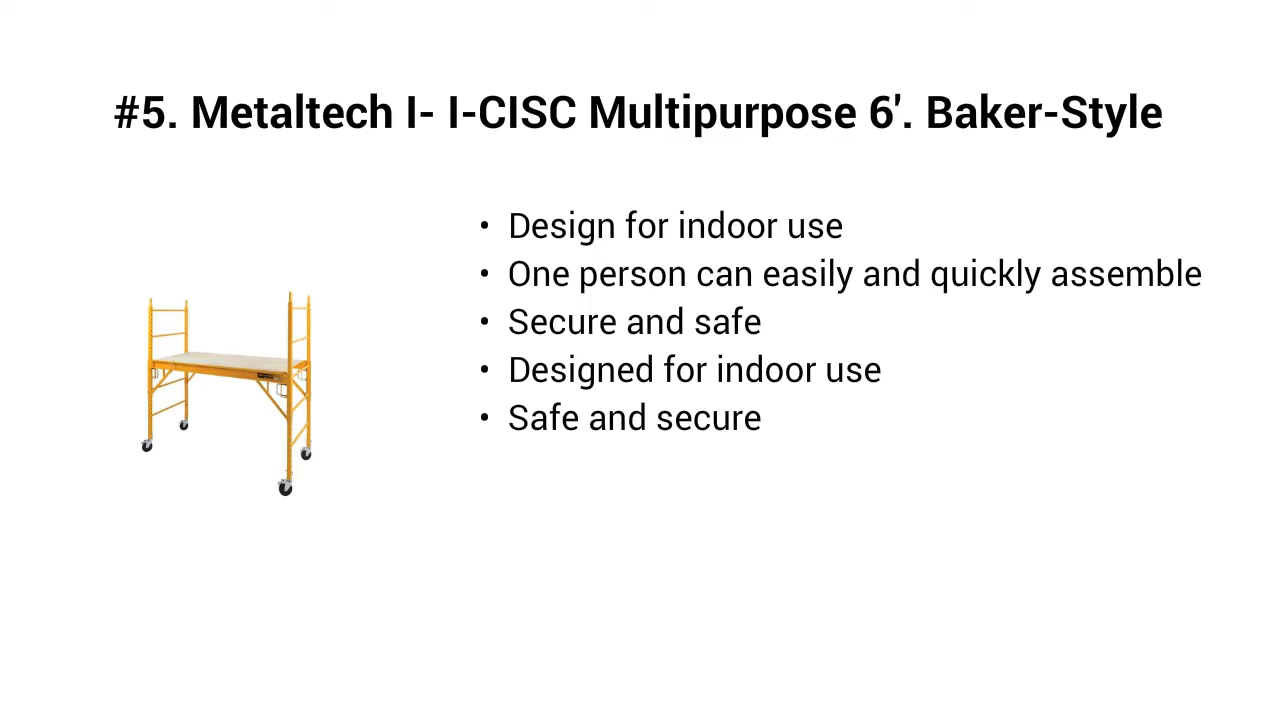 #5. Metaltech I- I-CISC Multipurpose 6'. Baker-Style
• Design for indoor use
• One person can easily and quickly assemble
• Secure and safe
• Designed for indoor use
• Safe and secure